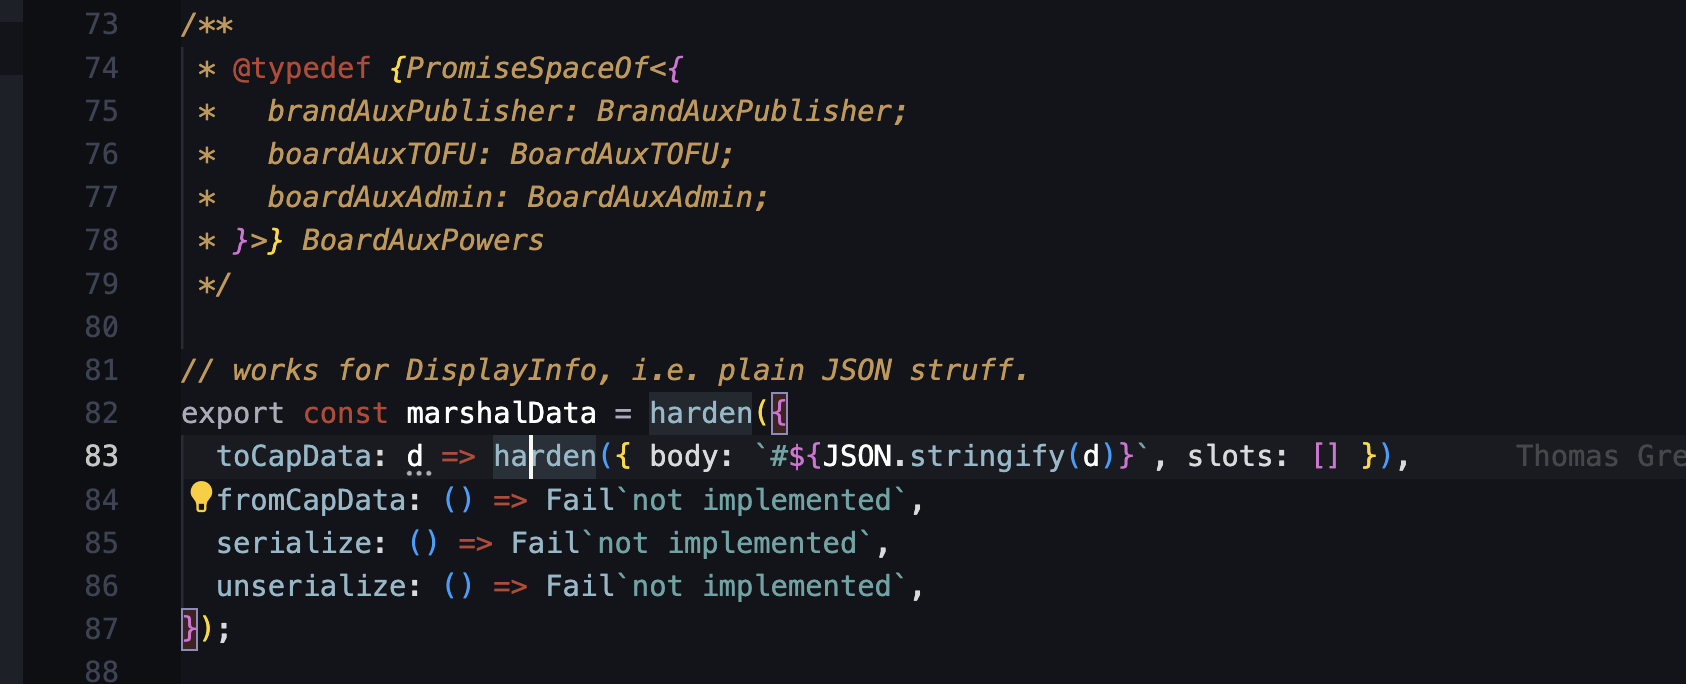 73 /**
74 * @typedef {PromiseSpaceOf<{
75 * brandAuxPublisher: BrandAuxPublisher;
76 * boardAuxTOFU: BoardAuxTOFU;
77 * boardAuxAdmin: BoardAuxAdmin;
78 * }>} BoardAuxPowers
79 */
80
81 // works for DisplayInfo, i.e. plain JSON struff.
82 export const marshalData = harden({
83 toCapData: d => harden({ body: `#${JSON.stringify(d)}`, slots: [] }), Thomas Gre
84 fromCapData: () => Fail`not implemented`,
85 serialize: () => Fail`not implemented`,
86 unserialize: () => Fail`not implemented`,
87 });
88